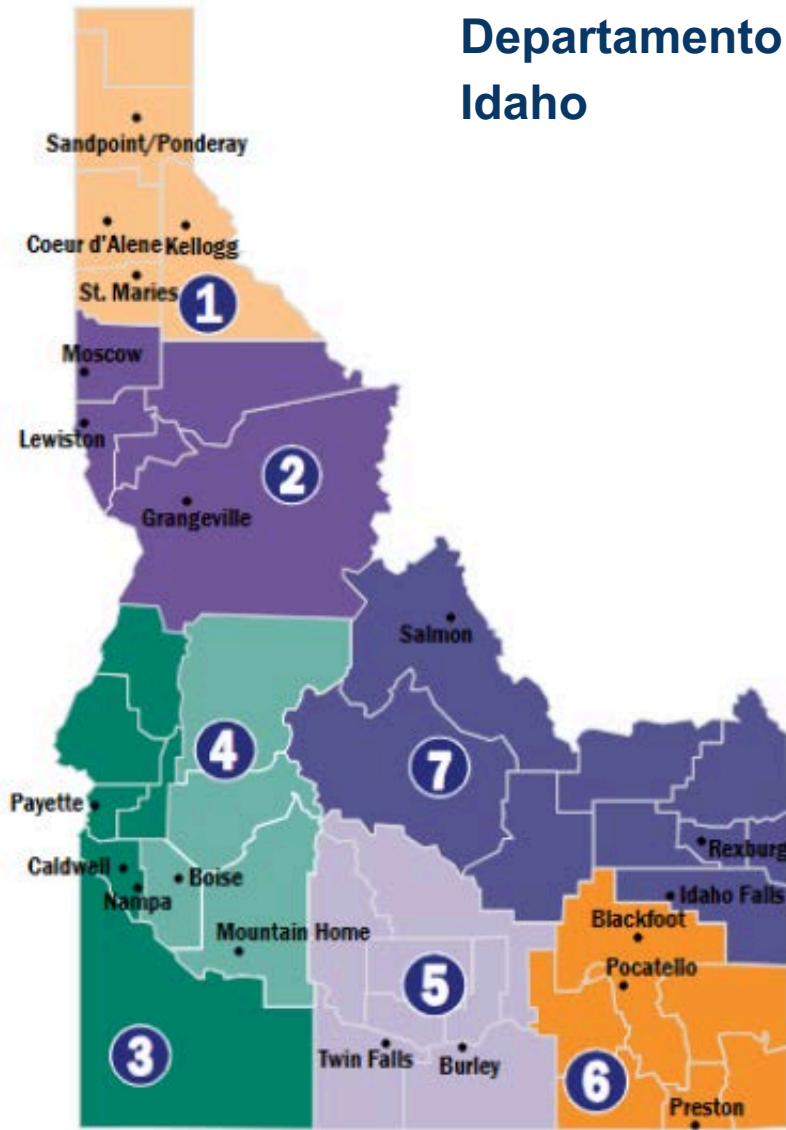 Departamento
Idaho
Sandpoint/Ponderay
Coeur d'Alene
Kellogg
St. Maries
1
Moscow
Lewiston
2
Grangeville
Salmon
4
7
Payette
Rexburg
Caldwell
Boise
Nampa
Idaho Falls
Blackfoot
Mountain Home
Pocatello
5
3
Twin Falls
Burley
6
Preston